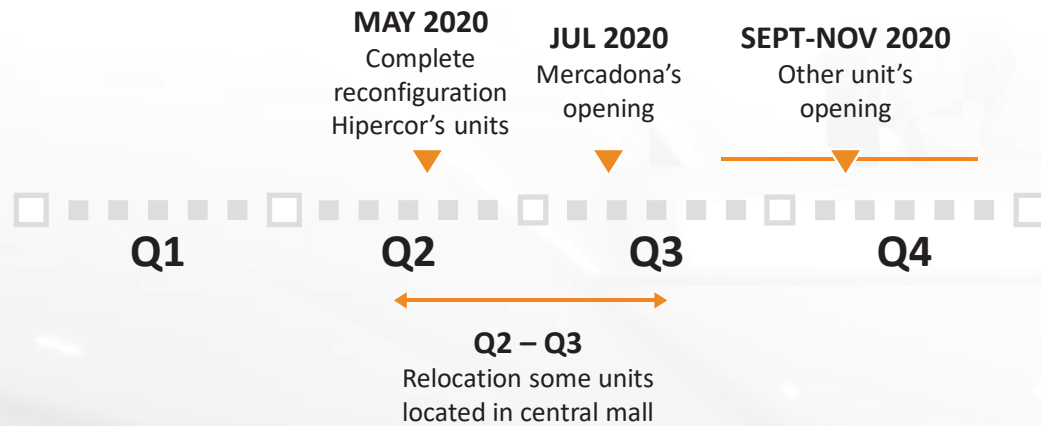 MAY 2020
Complete
reconfiguration
Hipercor's units
JUL 2020
Mercadona's
opening
SEPT-NOV 2020
Other unit's
opening
Q1
Q2
Q3
Q4
Q2 – Q3
Relocation some units
located in central mall